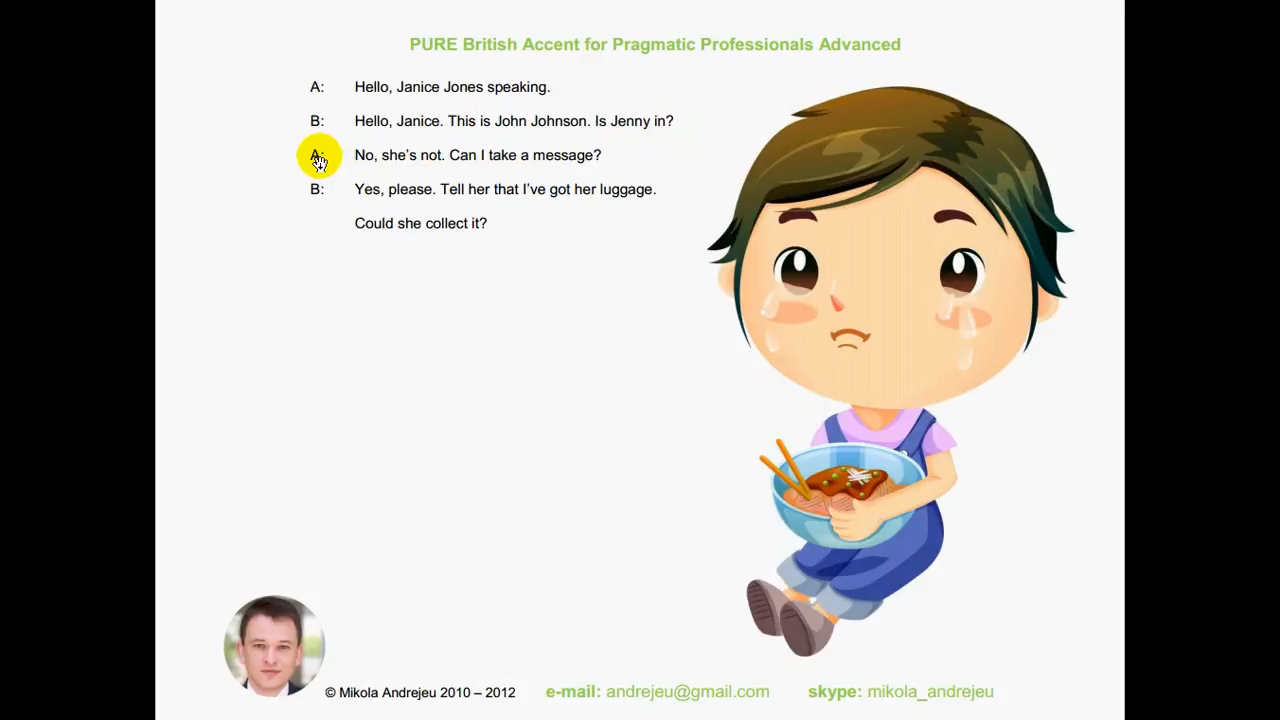 PURE British Accent for Pragmatic Professionals Advanced
A: Hello, Janice Jones speaking.
B: Hello, Janice. This is John Johnson. Is Jenny in?
A: No, she’s not. Can I take a message?
B: Yes, please. Tell her that I’ve got her luggage.
Could she collect it?
© Mikola Andrejeu 2010 – 2012 e-mail: andrejeu@gmail.com skype: mikola_andrejeu